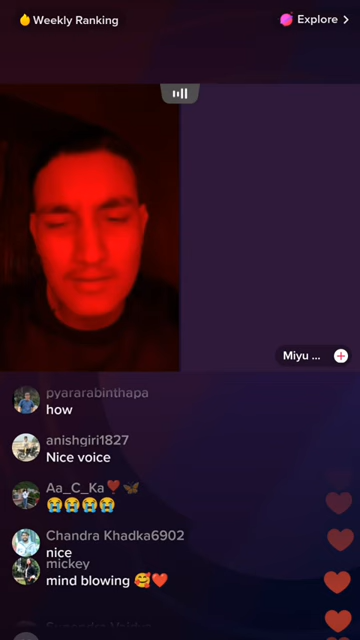 Weekly Ranking
Explore >
Miyu ...
pyararabinthapa
how
anishgiri1827
Nice voice
Aa_C_Ka❣️🦋
😭😭😭😭
Chandra Khadka6902
nice
mickey
mind blowing 🥰❤️